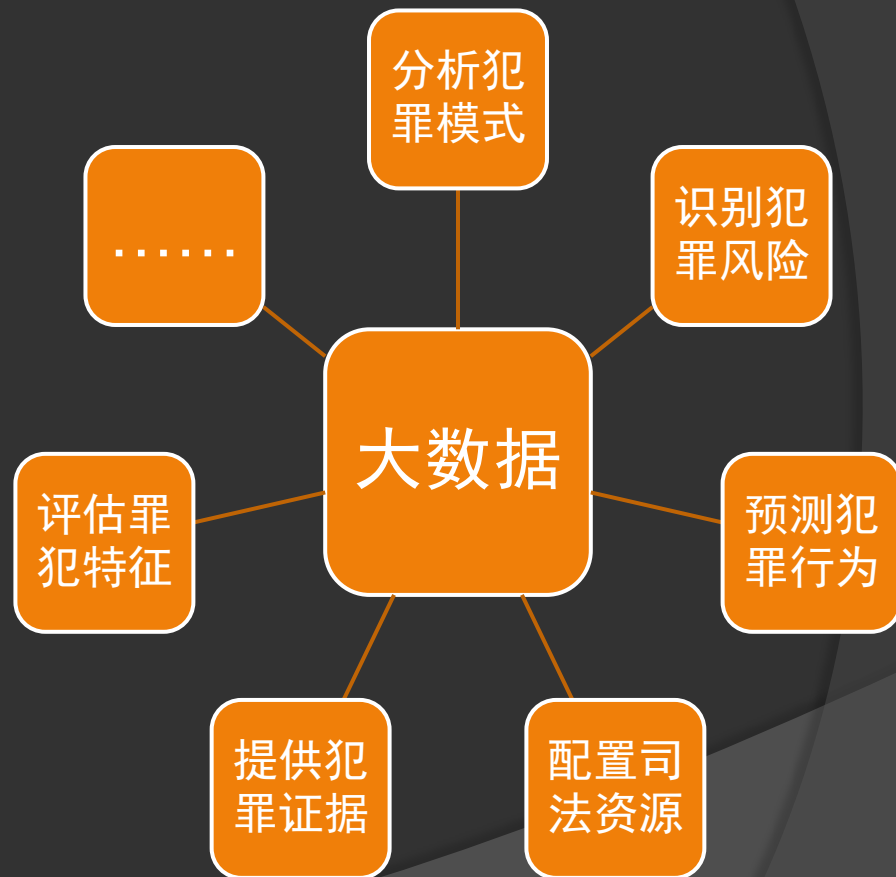 分析犯
罪模式
识别犯
罪风险
预测犯
罪行为
配置司
法资源
提供犯
罪证据
评估罪
犯特征
......
大数据